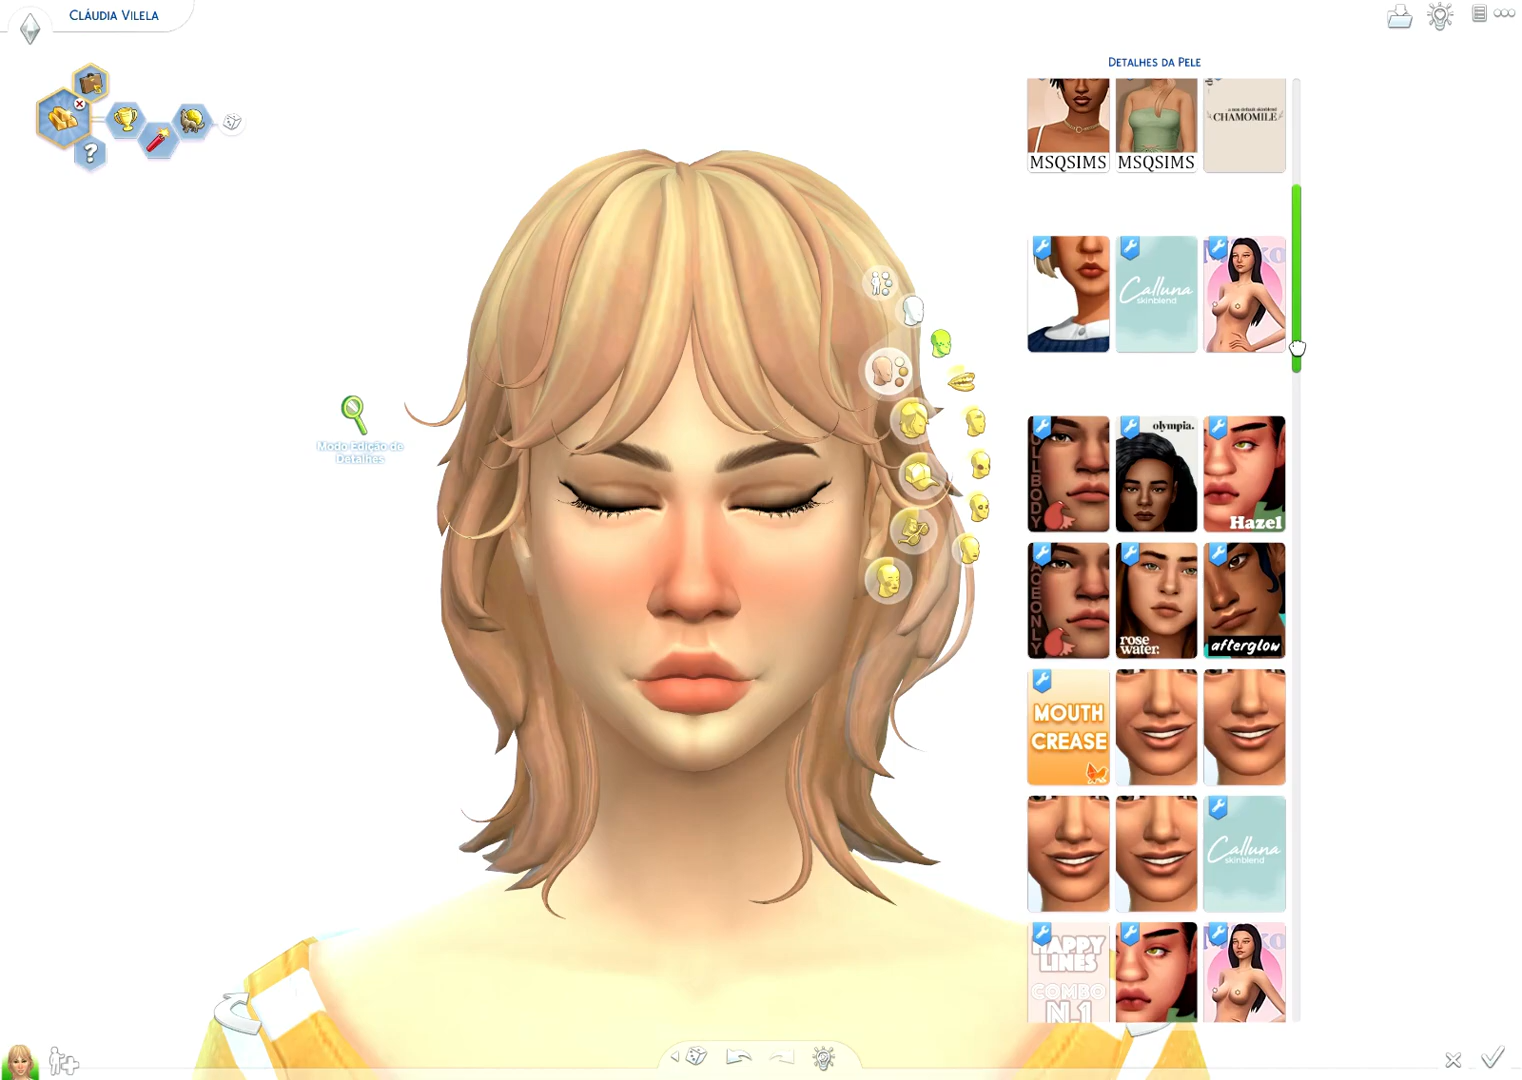 CLÁUDIA VILELA
DETALHES DA PELE
MSQSIMS
MSQSIMS
CHAMOMILE
Calluna
skinblend
Modo Edição de
Detalhes
olympia.
Hazel
rose
water.
afterglow
MOUTH
CREASE
Calluna
skinblend
HAPPY
LINES
COMBO
N.1